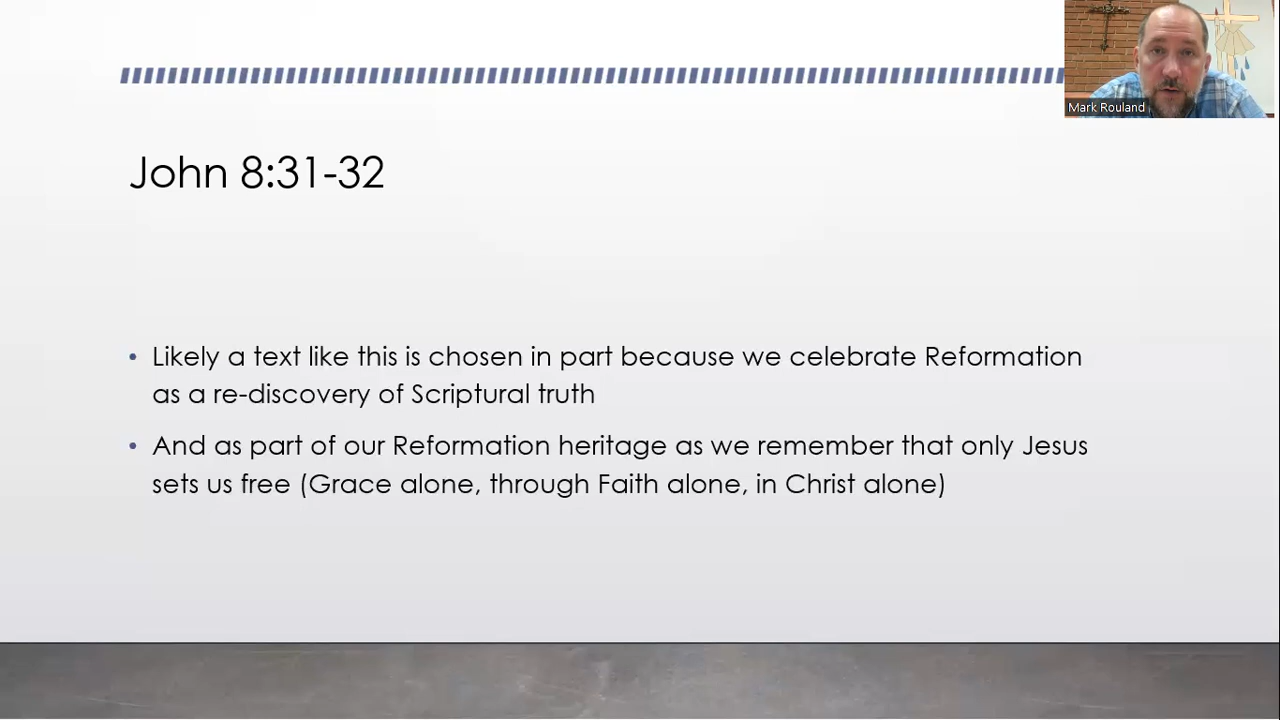 Mark Rouland
John 8:31-32
• Likely a text like this is chosen in part because we celebrate Reformation
as a re-discovery of Scriptural truth
• And as part of our Reformation heritage as we remember that only Jesus
sets us free (Grace alone, through Faith alone, in Christ alone)